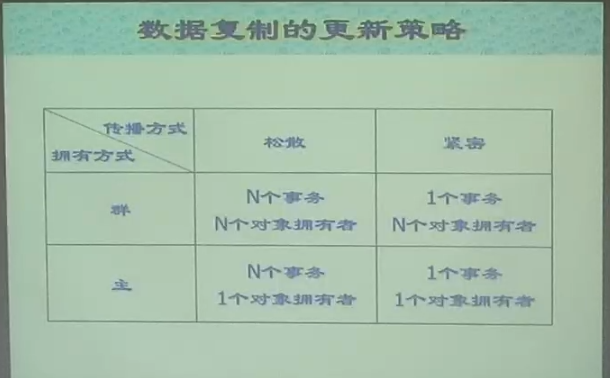 数据复制的更新策略
传播方式
拥有方式
松散
紧密
群
N个事务
N个对象拥有者
1个事务
N个对象拥有者
主
N个事务
1个对象拥有者
1个事务
1个对象拥有者